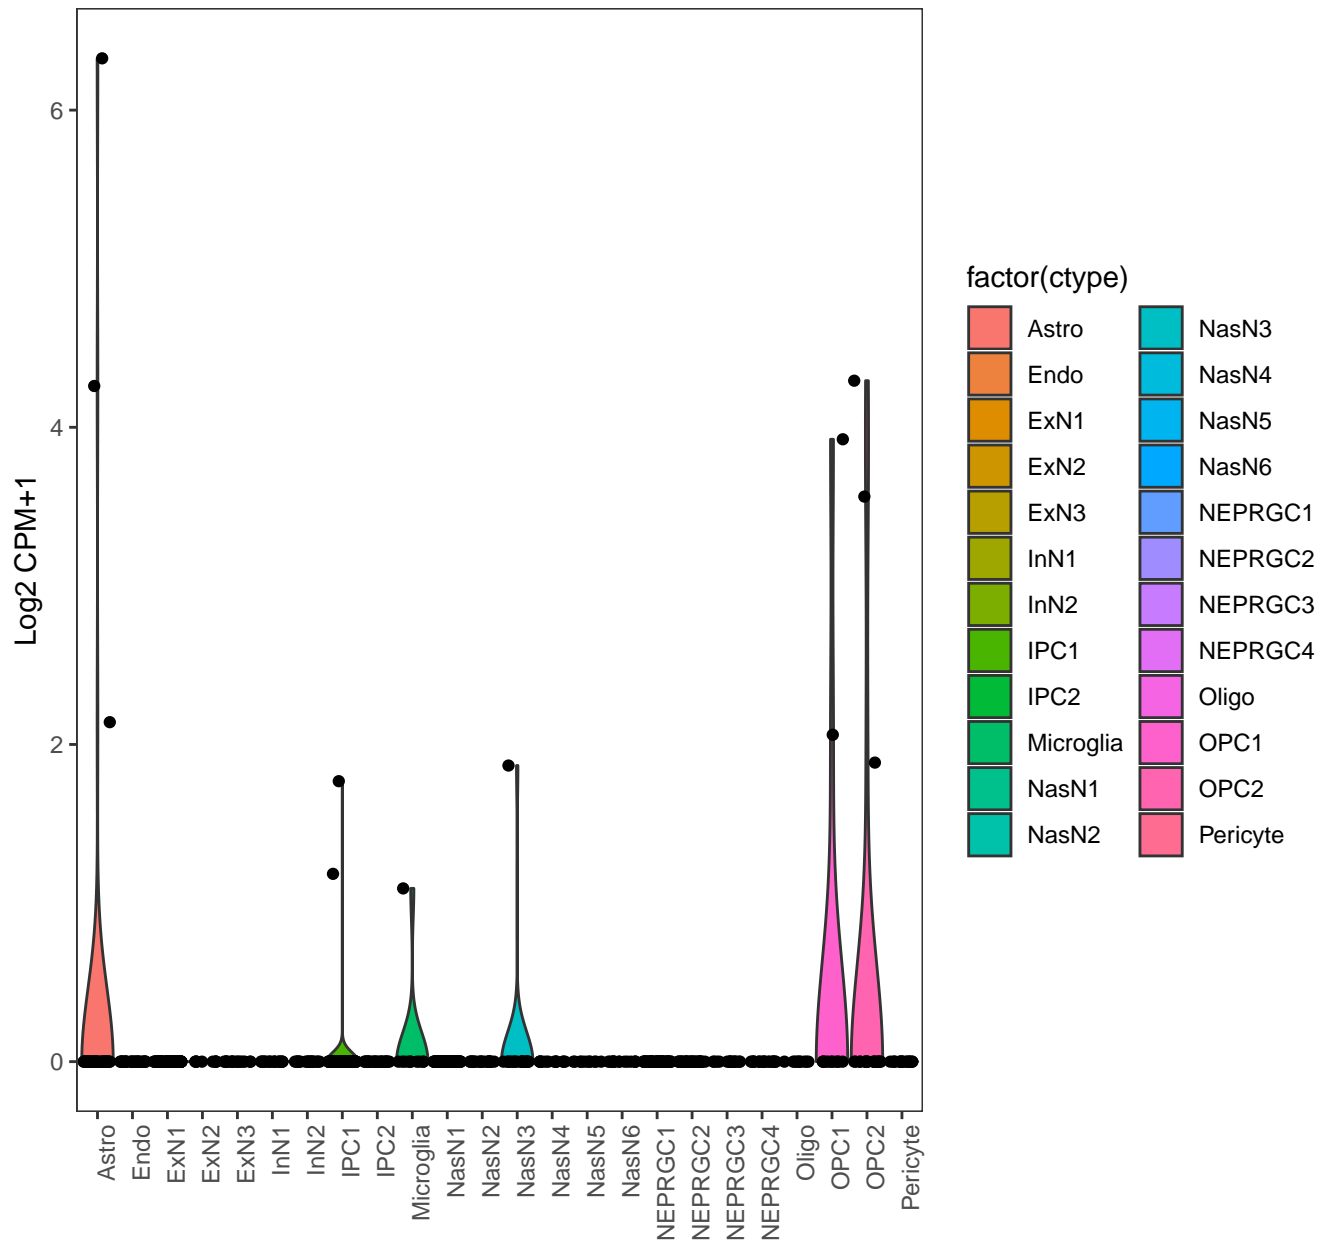 Log2 CPM+1
6
4
2
0
Astro
Endo
ExN1
ExN2
ExN3
InN1
InN2
IPC1
IPC2
Microglia
NasN1
NasN2
NasN3
NasN4
NasN5
NasN6
NEPRGC1
NEPRGC2
NEPRGC3
NEPRGC4
Oligo
OPC1
OPC2
Pericyte
factor(ctype)
Astro
Endo
ExN1
ExN2
ExN3
InN1
InN2
IPC1
IPC2
Microglia
NasN1
NasN2
NasN3
NasN4
NasN5
NasN6
NEPRGC1
NEPRGC2
NEPRGC3
NEPRGC4
Oligo
OPC1
OPC2
Pericyte